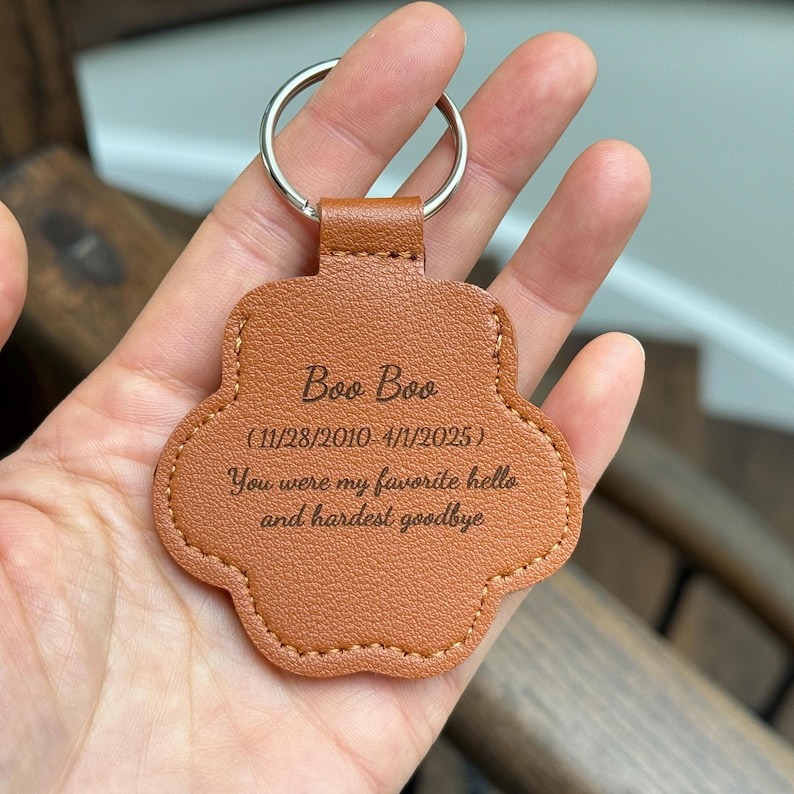 Boo Boo
(11/28/2010-4/1/2025)
You were my favorite hello
and hardest goodbye